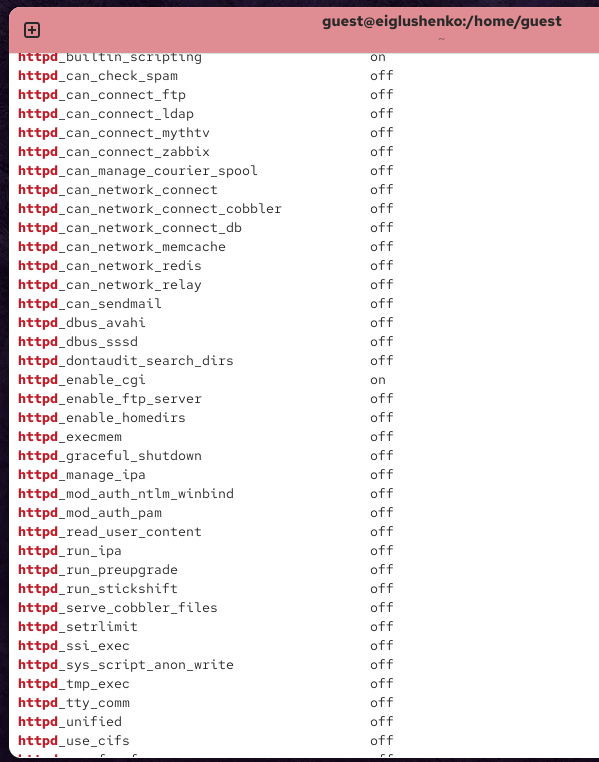 guest@eiglushenko:/home/guest
~
httpd_builtin_scripting on
httpd_can_check_spam off
httpd_can_connect_ftp off
httpd_can_connect_ldap off
httpd_can_connect_mythtv off
httpd_can_connect_zabbix off
httpd_can_manage_courier_spool off
httpd_can_network_connect off
httpd_can_network_connect_cobbler off
httpd_can_network_connect_db off
httpd_can_network_memcache off
httpd_can_network_redis off
httpd_can_network_relay off
httpd_can_sendmail off
httpd_dbus_avahi off
httpd_dbus_sssd off
httpd_dontaudit_search_dirs off
httpd_enable_cgi on
httpd_enable_ftp_server off
httpd_enable_homedirs off
httpd_execmem off
httpd_graceful_shutdown off
httpd_manage_ipa off
httpd_mod_auth_ntlm_winbind off
httpd_mod_auth_pam off
httpd_read_user_content off
httpd_run_ipa off
httpd_run_preupgrade off
httpd_run_stickshift off
httpd_serve_cobbler_files off
httpd_setrlimit off
httpd_ssi_exec off
httpd_sys_script_anon_write off
httpd_tmp_exec off
httpd_tty_comm off
httpd_unified off
httpd_use_cifs off